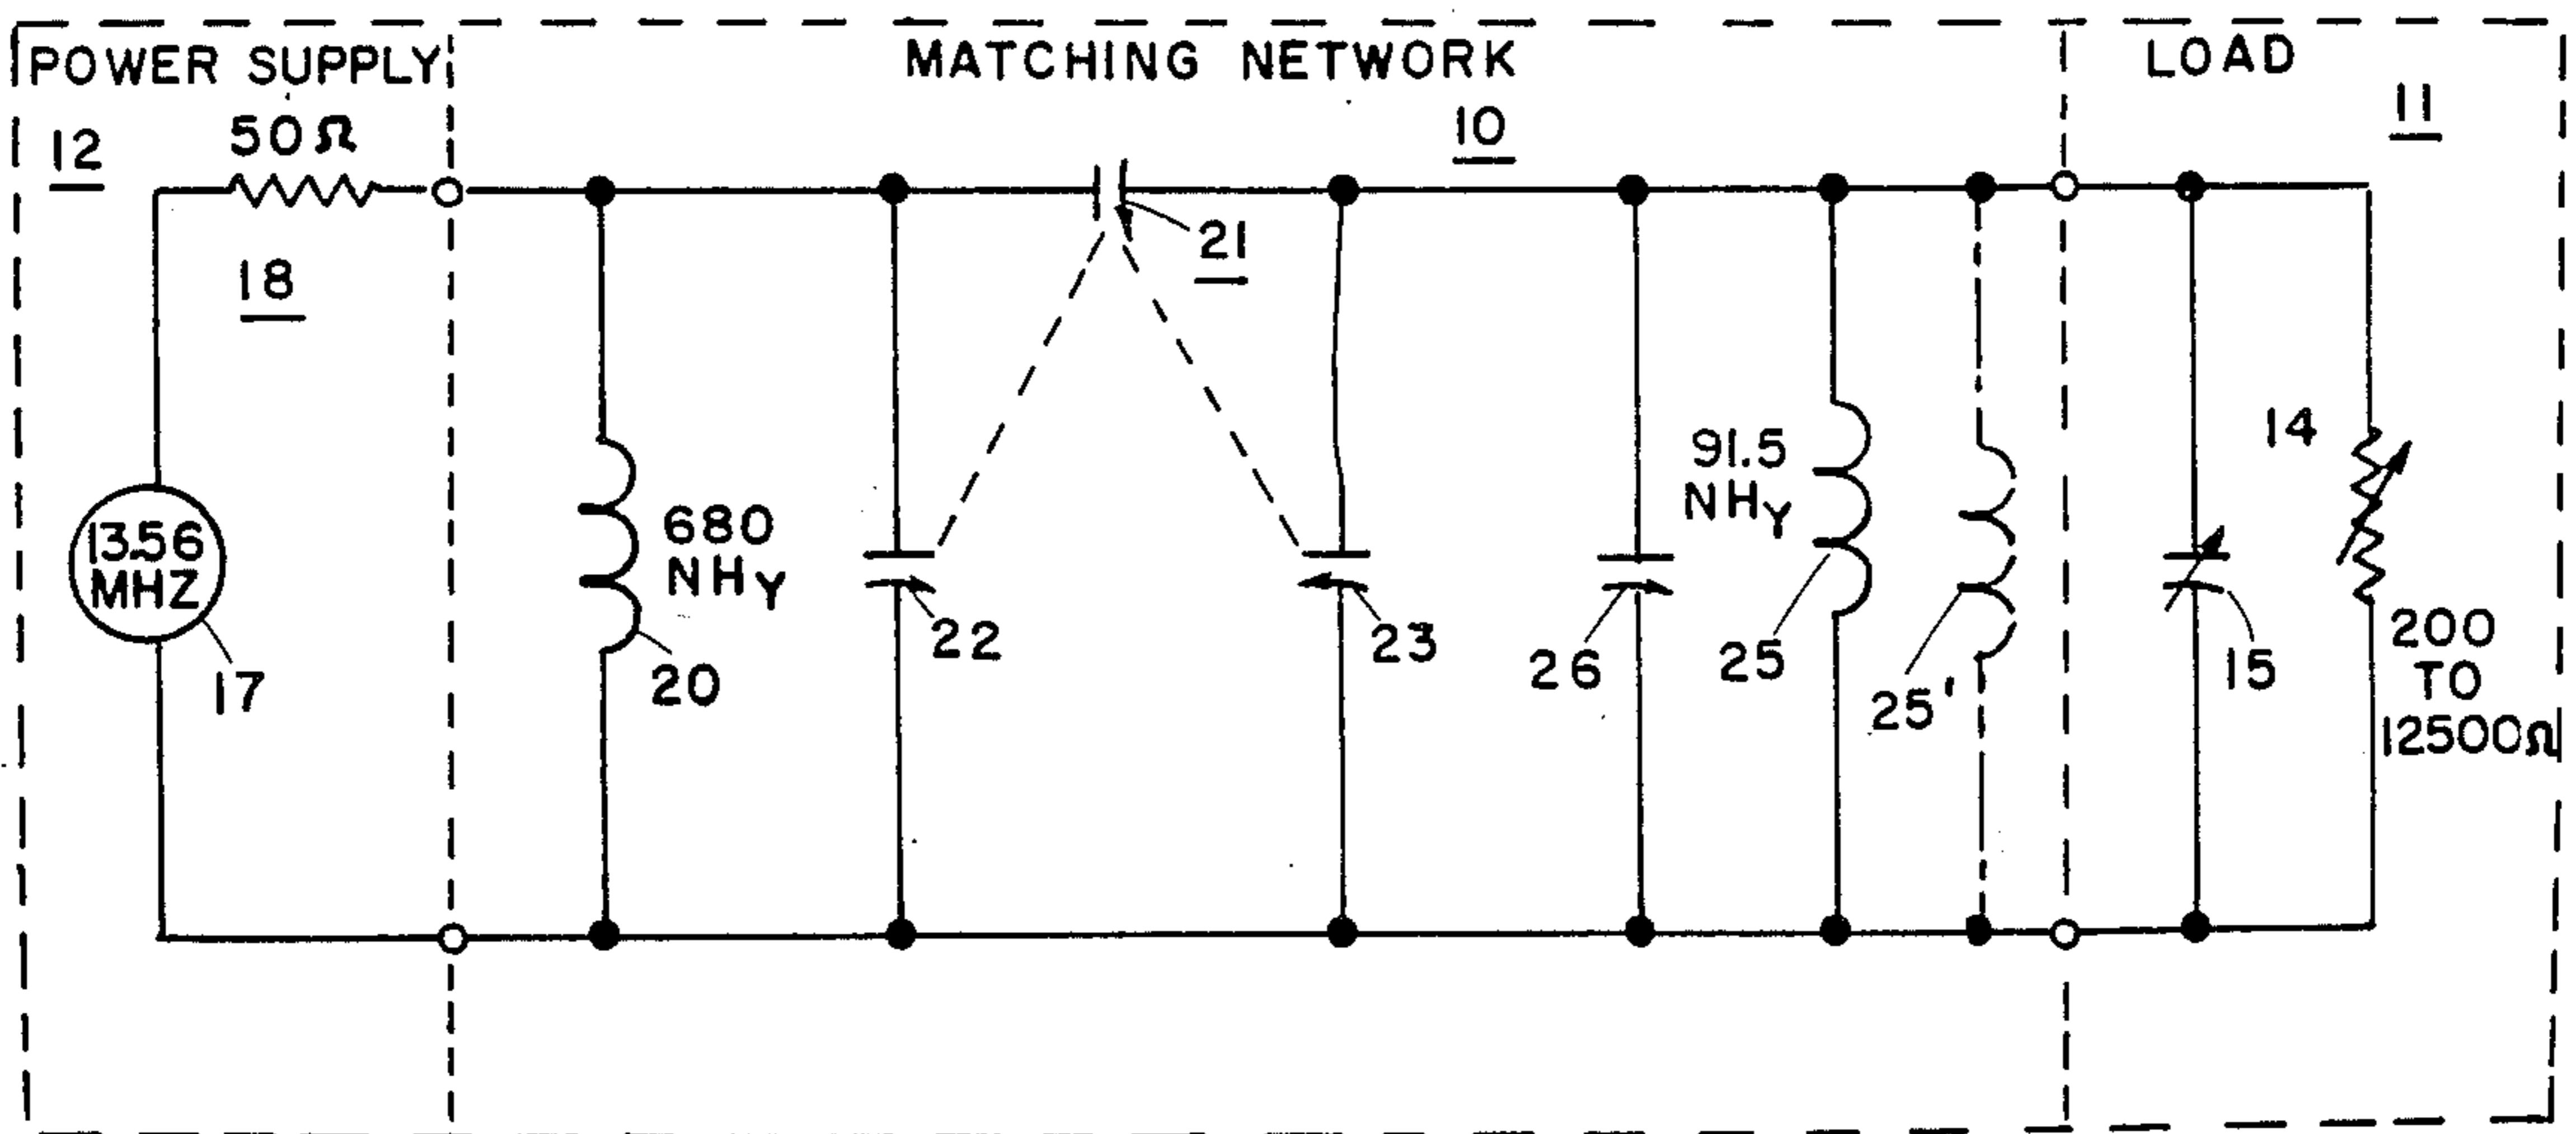 POWER SUPPLY
MATCHING NETWORK
LOAD
12
50Ω
10
11
18
21
13.56
MHZ
17
680
NHY
20
22
23
26
91.5
NHY
25
25'
14
15
200
TO
12500Ω